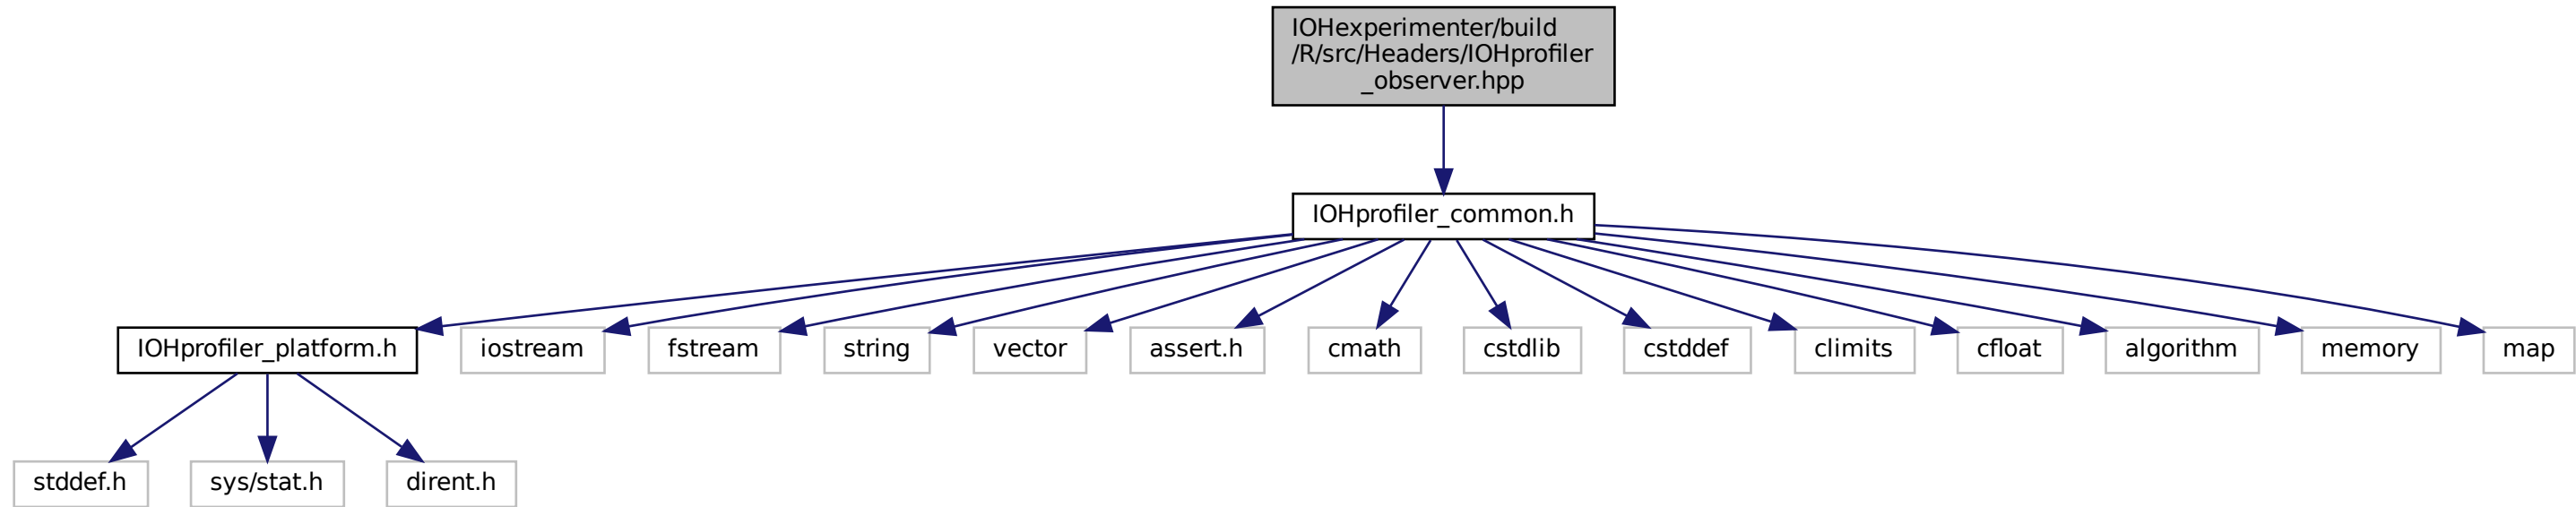 IOHexperimenter/build
/R/src/Headers/IOHprofiler
_observer.hpp
IOHprofiler_common.h
IOHprofiler_platform.h
iostream
fstream
string
vector
assert.h
cmath
cstdlib
cstddef
climits
cfloat
algorithm
memory
map
stddef.h
sys/stat.h
dirent.h